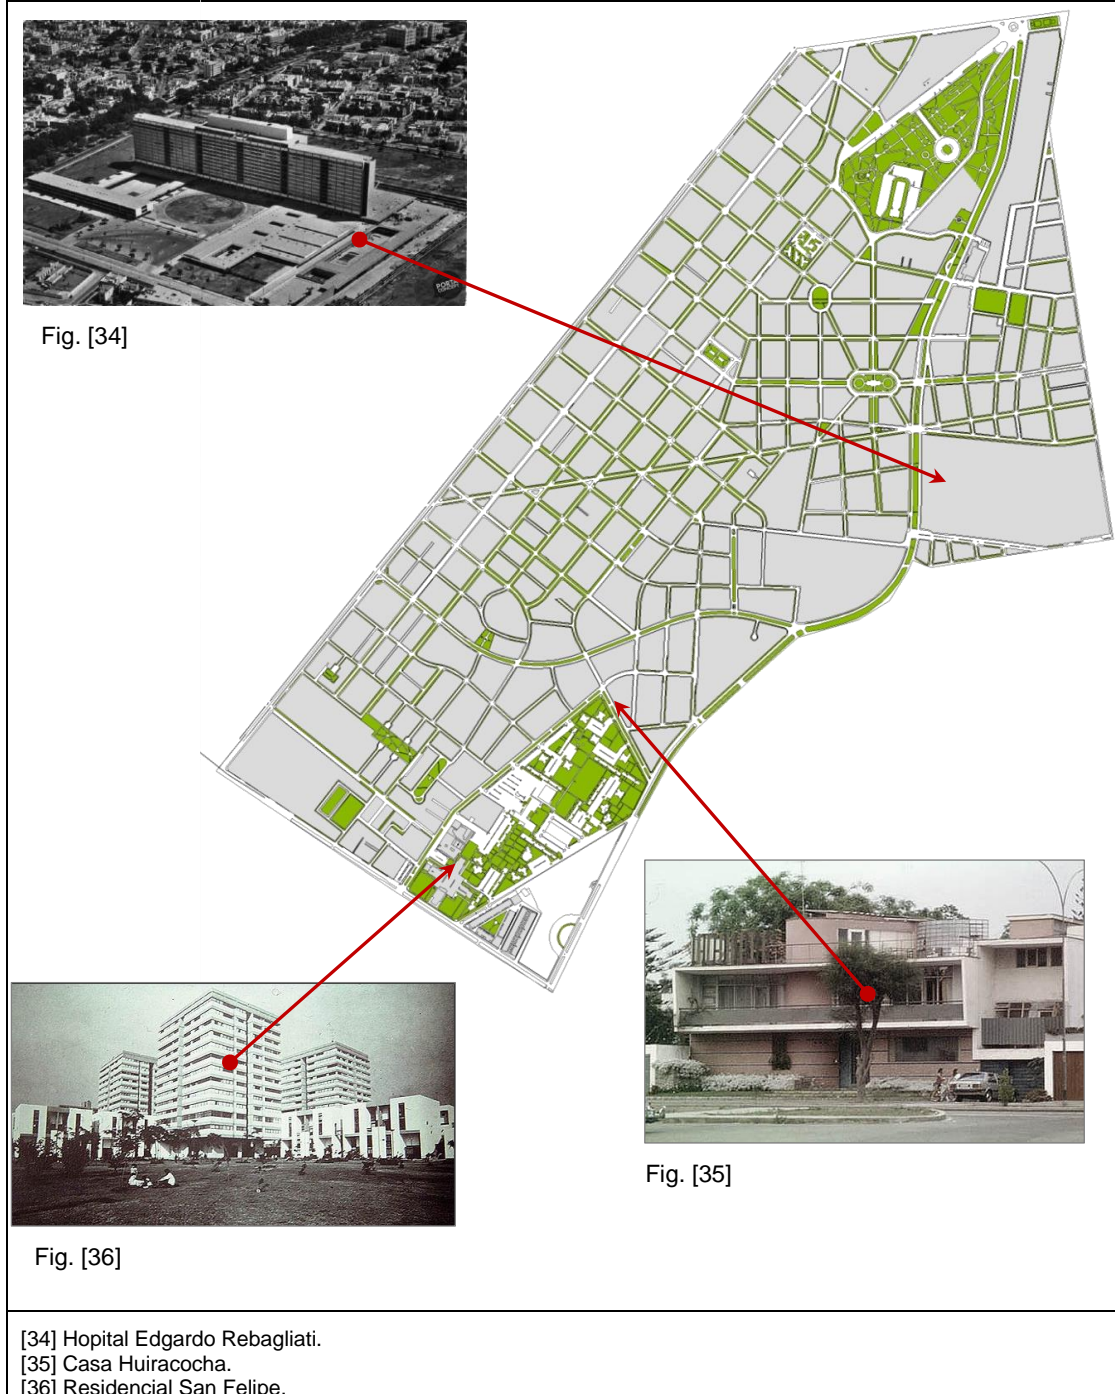 Fig. [34]
Fig. [35]
Fig. [36]
[34] Hopital Edgardo Rebagliati.
[35] Casa Huiracocha.
[36] Residencial San Felipe.